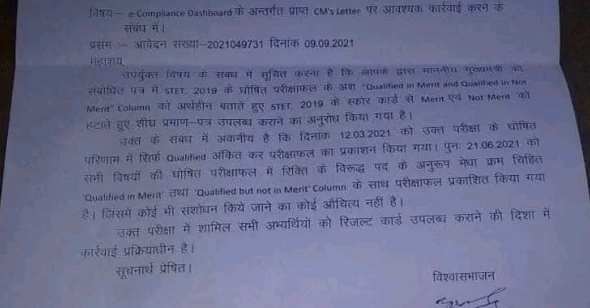 विषय :- e-Compliance Dashboard के अन्तर्गत प्राप्त CM's Letter पर आवश्यक कार्रवाई करने के
संबंध में।
प्रसंग :- आवेदन सख्या-2021049731 दिनांक 09.09.2021
महाशय
उपर्युक्त विषय के संबंध में सूचित करना है कि आपके द्वारा माननीय मुख्यमंत्री को
संबोधित पत्र में STET, 2019 के घोषित परीक्षाफल के अंश "Qualified in Merit and Qualified in Not
Merit" Column को अर्थहीन बताते हुए STET, 2019 के स्कोर कार्ड से Merit एवं Not Merit को
हटाते हुए शीघ्र प्रमाण-पत्र उपलब्ध कराने का अनुरोध किया गया है।
उक्त के संबंध में अंकनीय है कि दिनांक 12.03.2021 को उक्त परीक्षा के घोषित
परिणाम में सिर्फ Qualified अंकित कर परीक्षाफल का प्रकाशन किया गया। पुनः 21.06.2021 को
सभी विषयों की घोषित परीक्षाफल में रिक्ति के विरूद्ध पद के अनुरूप मेधा क्रम चिहित
'Qualified in Merit' तथा 'Qualified but not in Merit' Column के साथ परीक्षाफल प्रकाशित किया गया
है। जिसमें कोई भी संशोधन किये जाने का कोई औचित्य नहीं है।
उक्त परीक्षा में शामिल सभी अभ्यर्थियों को रिजल्ट कार्ड उपलब्ध कराने की दिशा में
कार्रवाई प्रक्रियाधीन है।
सूचनार्थ प्रेषित।
विश्वासभाजन